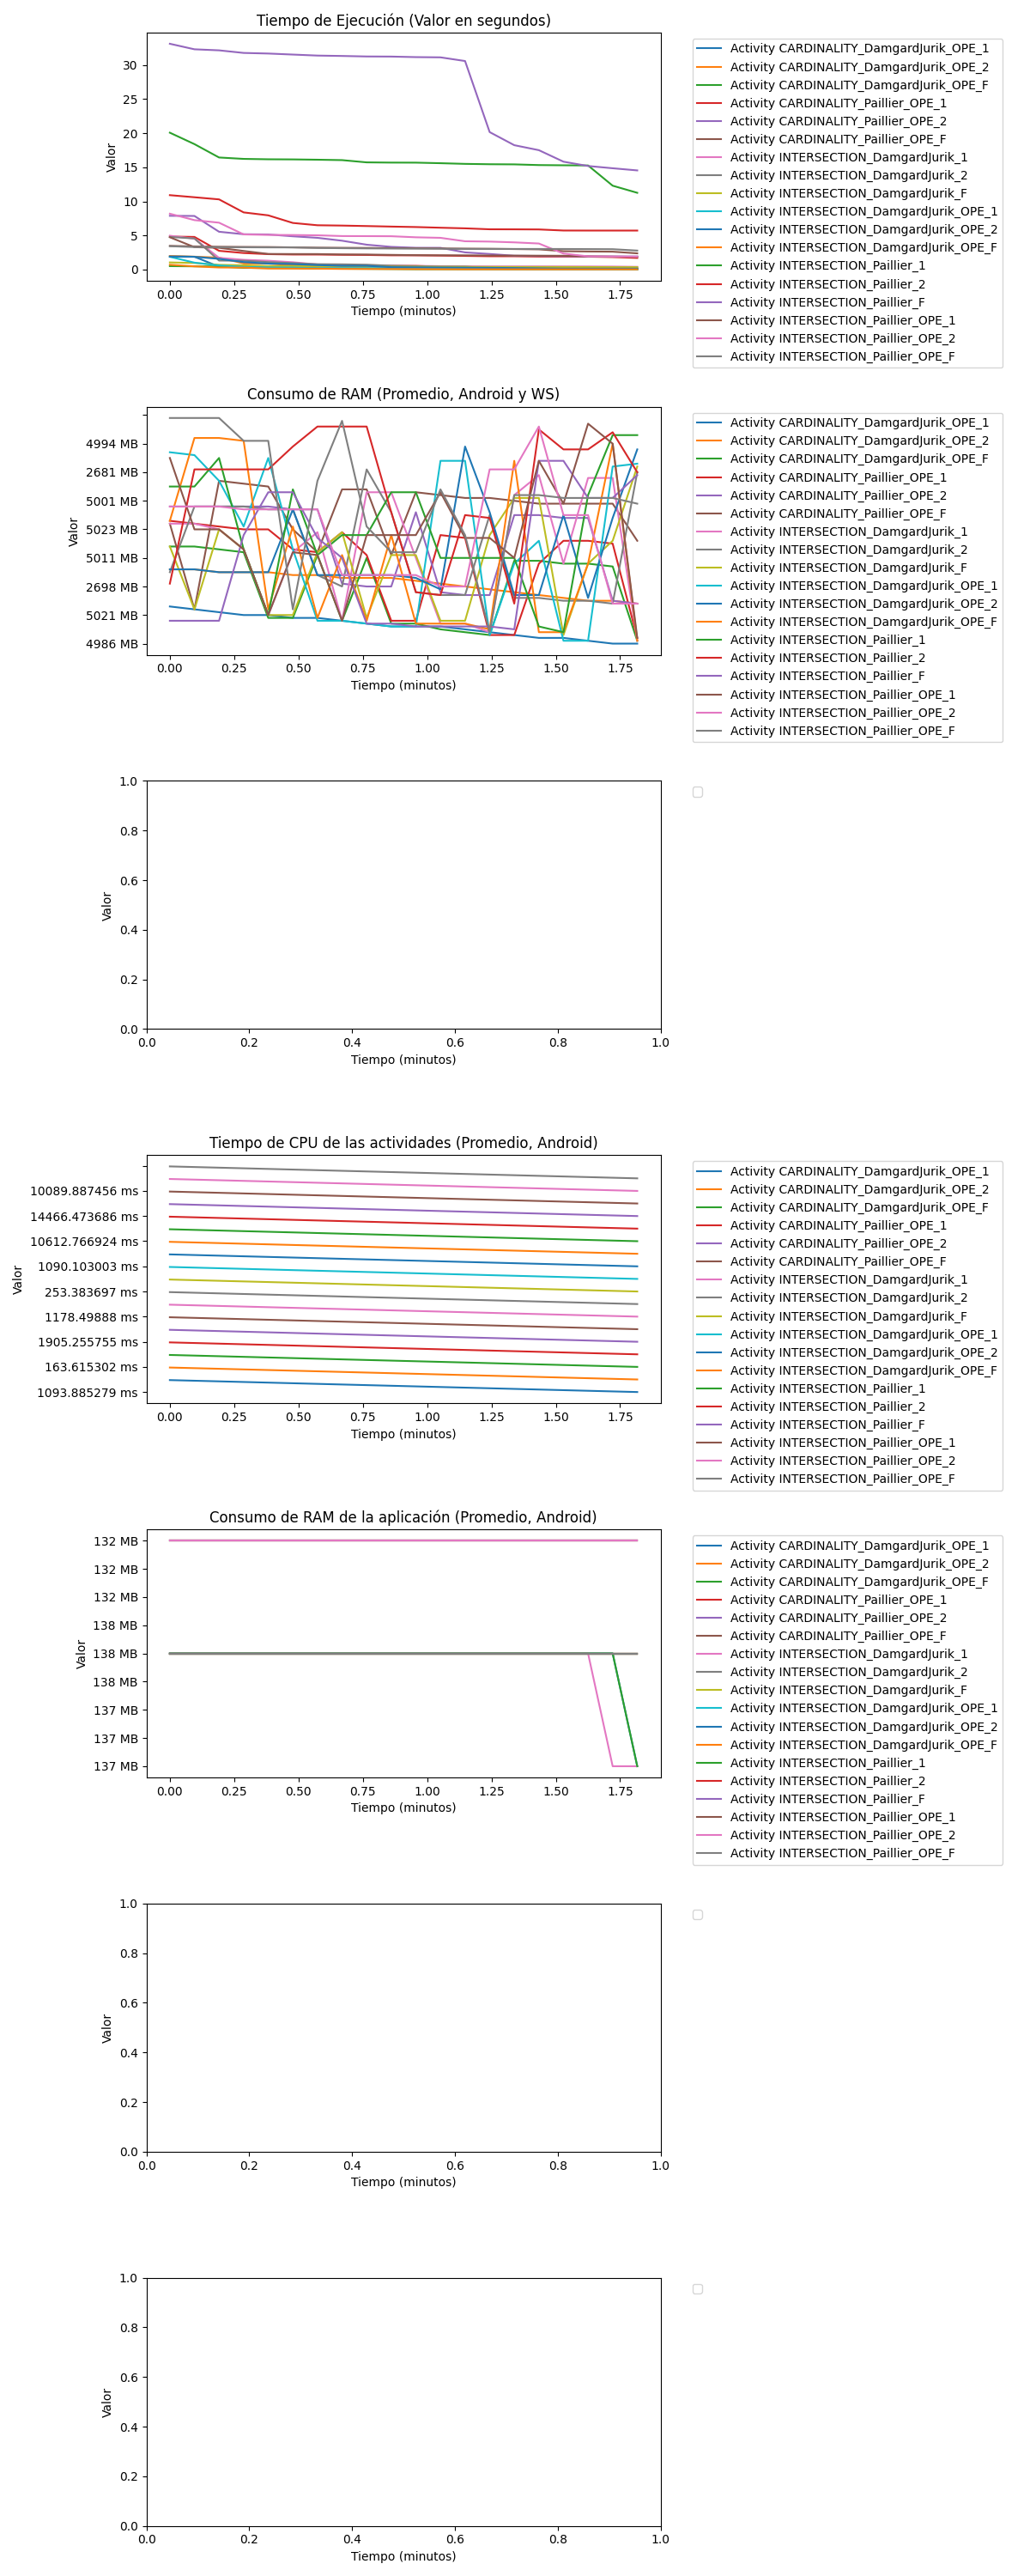 Tiempo de Ejecución (Valor en segundos)
30
25
20
15
10
5
0
Valor
0.00 0.25 0.50 0.75 1.00 1.25 1.50 1.75
Tiempo (minutos)
Activity CARDINALITY_DamgardJurik_OPE_1
Activity CARDINALITY_DamgardJurik_OPE_2
Activity CARDINALITY_DamgardJurik_OPE_F
Activity CARDINALITY_Paillier_OPE_1
Activity CARDINALITY_Paillier_OPE_2
Activity CARDINALITY_Paillier_OPE_F
Activity INTERSECTION_DamgardJurik_1
Activity INTERSECTION_DamgardJurik_2
Activity INTERSECTION_DamgardJurik_F
Activity INTERSECTION_DamgardJurik_OPE_1
Activity INTERSECTION_DamgardJurik_OPE_2
Activity INTERSECTION_DamgardJurik_OPE_F
Activity INTERSECTION_Paillier_1
Activity INTERSECTION_Paillier_2
Activity INTERSECTION_Paillier_F
Activity INTERSECTION_Paillier_OPE_1
Activity INTERSECTION_Paillier_OPE_2
Activity INTERSECTION_Paillier_OPE_F
Consumo de RAM (Promedio, Android y WS)
4994 MB
2681 MB
5001 MB
5023 MB
5011 MB
2698 MB
5021 MB
4986 MB
Valor
0.00 0.25 0.50 0.75 1.00 1.25 1.50 1.75
Tiempo (minutos)
Activity CARDINALITY_DamgardJurik_OPE_1
Activity CARDINALITY_DamgardJurik_OPE_2
Activity CARDINALITY_DamgardJurik_OPE_F
Activity CARDINALITY_Paillier_OPE_1
Activity CARDINALITY_Paillier_OPE_2
Activity CARDINALITY_Paillier_OPE_F
Activity INTERSECTION_DamgardJurik_1
Activity INTERSECTION_DamgardJurik_2
Activity INTERSECTION_DamgardJurik_F
Activity INTERSECTION_DamgardJurik_OPE_1
Activity INTERSECTION_DamgardJurik_OPE_2
Activity INTERSECTION_DamgardJurik_OPE_F
Activity INTERSECTION_Paillier_1
Activity INTERSECTION_Paillier_2
Activity INTERSECTION_Paillier_F
Activity INTERSECTION_Paillier_OPE_1
Activity INTERSECTION_Paillier_OPE_2
Activity INTERSECTION_Paillier_OPE_F
1.0
0.8
0.6
0.4
0.2
0.0
Valor
0.0 0.2 0.4 0.6 0.8 1.0
Tiempo (minutos)
Tiempo de CPU de las actividades (Promedio, Android)
10089.887456 ms
14466.473686 ms
10612.766924 ms
1090.103003 ms
253.383697 ms
1178.49888 ms
1905.255755 ms
163.615302 ms
1093.885279 ms
Valor
0.00 0.25 0.50 0.75 1.00 1.25 1.50 1.75
Tiempo (minutos)
Activity CARDINALITY_DamgardJurik_OPE_1
Activity CARDINALITY_DamgardJurik_OPE_2
Activity CARDINALITY_DamgardJurik_OPE_F
Activity CARDINALITY_Paillier_OPE_1
Activity CARDINALITY_Paillier_OPE_2
Activity CARDINALITY_Paillier_OPE_F
Activity INTERSECTION_DamgardJurik_1
Activity INTERSECTION_DamgardJurik_2
Activity INTERSECTION_DamgardJurik_F
Activity INTERSECTION_DamgardJurik_OPE_1
Activity INTERSECTION_DamgardJurik_OPE_2
Activity INTERSECTION_DamgardJurik_OPE_F
Activity INTERSECTION_Paillier_1
Activity INTERSECTION_Paillier_2
Activity INTERSECTION_Paillier_F
Activity INTERSECTION_Paillier_OPE_1
Activity INTERSECTION_Paillier_OPE_2
Activity INTERSECTION_Paillier_OPE_F
Consumo de RAM de la aplicación (Promedio, Android)
132 MB
132 MB
132 MB
138 MB
138 MB
138 MB
137 MB
137 MB
137 MB
Valor
0.00 0.25 0.50 0.75 1.00 1.25 1.50 1.75
Tiempo (minutos)
Activity CARDINALITY_DamgardJurik_OPE_1
Activity CARDINALITY_DamgardJurik_OPE_2
Activity CARDINALITY_DamgardJurik_OPE_F
Activity CARDINALITY_Paillier_OPE_1
Activity CARDINALITY_Paillier_OPE_2
Activity CARDINALITY_Paillier_OPE_F
Activity INTERSECTION_DamgardJurik_1
Activity INTERSECTION_DamgardJurik_2
Activity INTERSECTION_DamgardJurik_F
Activity INTERSECTION_DamgardJurik_OPE_1
Activity INTERSECTION_DamgardJurik_OPE_2
Activity INTERSECTION_DamgardJurik_OPE_F
Activity INTERSECTION_Paillier_1
Activity INTERSECTION_Paillier_2
Activity INTERSECTION_Paillier_F
Activity INTERSECTION_Paillier_OPE_1
Activity INTERSECTION_Paillier_OPE_2
Activity INTERSECTION_Paillier_OPE_F
1.0
0.8
0.6
0.4
0.2
0.0
Valor
0.0 0.2 0.4 0.6 0.8 1.0
Tiempo (minutos)
1.0
0.8
0.6
0.4
0.2
0.0
Valor
0.0 0.2 0.4 0.6 0.8 1.0
Tiempo (minutos)